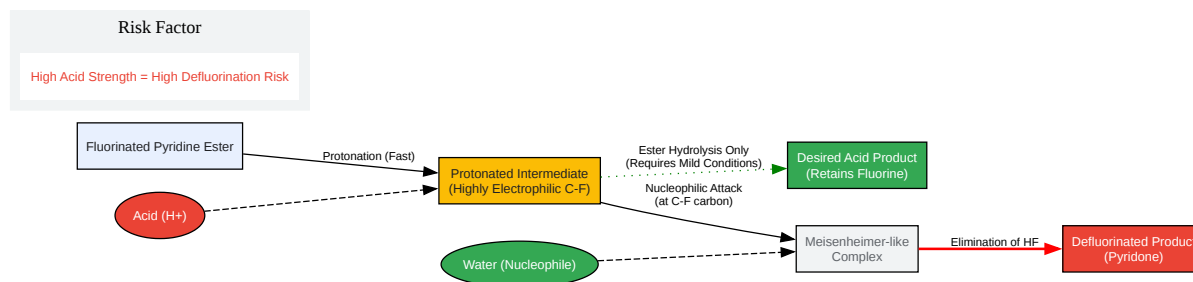 Risk Factor
High Acid Strength = High Defluorination Risk
Fluorinated Pyridine Ester
Protonation (Fast)
Acid (H+)
Protonated Intermediate
(Highly Electrophilic C-F)
Ester Hydrolysis Only
(Requires Mild Conditions)
Desired Acid Product
(Retains Fluorine)
Nucleophilic Attack
(at C-F carbon)
Water (Nucleophile)
Meisenheimer-like
Complex
Elimination of HF
Defluorinated Product
(Pyridone)